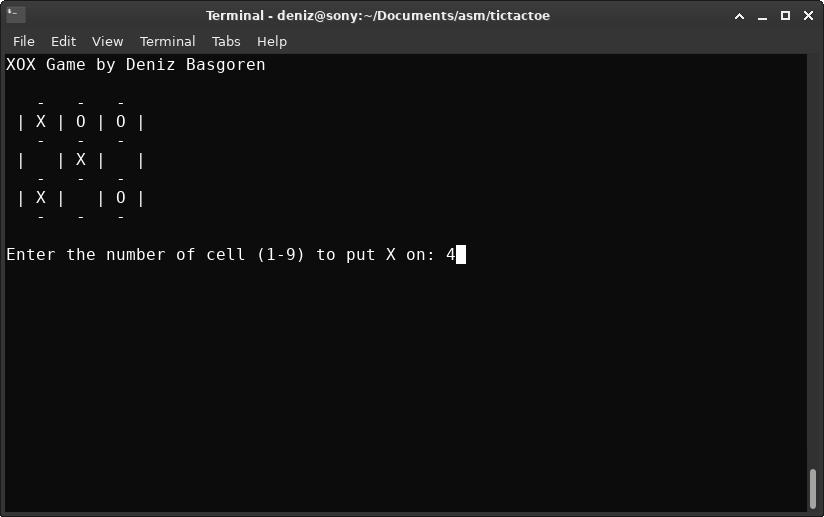 Terminal - deniz@sony:~/Documents/asm/tictactoe
File Edit View Terminal Tabs Help
XOX Game by Deniz Basgoren
   -   -   -
 | X | O | O |
   -   -   -
 |   | X |   |
   -   -   -
 | X |   | O |
   -   -   -
Enter the number of cell (1-9) to put X on: 4